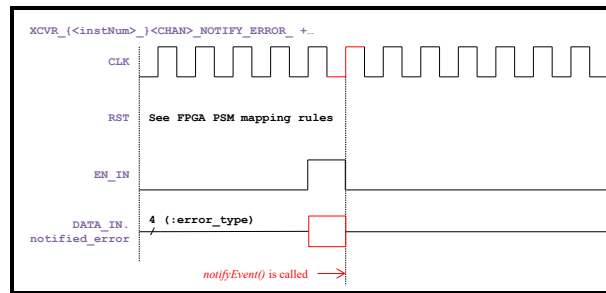 XCVR_{<instNum>_}<CHAN>_NOTIFY_ERROR_ +…
CLK
RST See FPGA PSM mapping rules
EN_IN
4 (:error_type)
DATA_IN.
notified_error
notifyEvent() is called